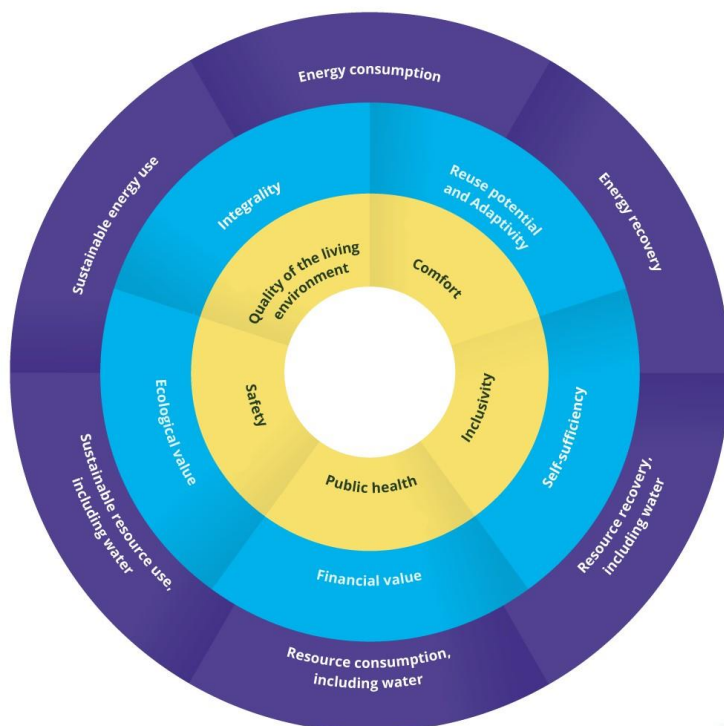 Energy consumption
Energy recovery
Resource recovery,
including water
Resource consumption,
including water
Sustainable resource use,
including water
Sustainable energy use
Integrality
Reuse potential
and Adaptivity
Self-sufficiency
Financial value
Ecological value
Quality of the living
environment
Comfort
Inclusivity
Public health
Safety